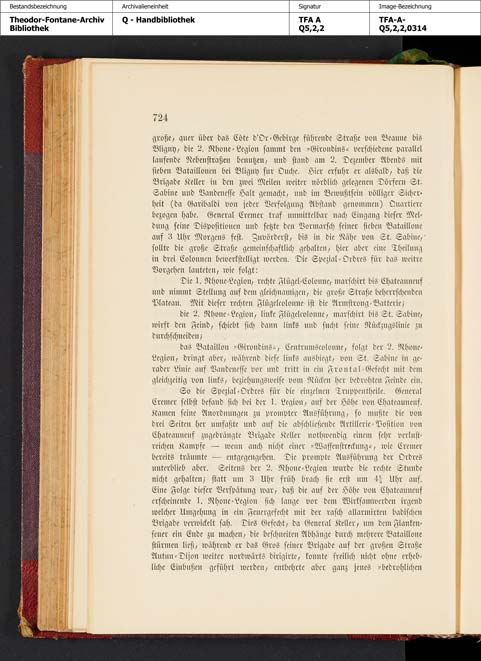 Bestandsbezeichnung
Archivalieneinheit
Signatur
Image-Bezeichnung
Theodor-Fontane-Archiv
Bibliothek
Q - Handbibliothek
TFA A
Q5,2,2
TFA-A-
Q5,2,2,0314
724
große, quer über das Côte d'Or-Gebirge führende Straße von Beaune bis
Bligny, die 2. Rhone-Legion sammt den »Girondins« verschiedene parallel
laufende Nebenstraßen benutzen, und stand am 2. Dezember Abends mit
sieben Bataillonen bei Bligny sur Ouche. Hier erfuhr er alsbald, daß die
Brigade Keller in den zwei Meilen weiter nördlich gelegenen Dörfern St.
Sabine und Vandenesse Halt gemacht, und im Bewußtsein völliger Sicher-
heit (da Garibaldi von jeder Verfolgung Abstand genommen) Quartiere
bezogen habe. General Cremer traf unmittelbar nach Eingang dieser Mel-
dung seine Dispositionen und setzte den Vormarsch seiner sieben Bataillone
auf 3 Uhr Morgens fest. Zuvörderst, bis in die Nähe von St. Sabine,
sollte die große Straße gemeinschaftlich gehalten, hier aber eine Theilung
in drei Colonnen bewerkstelligt werden. Die Spezial-Ordres für das weitre
Vorgehen lauteten, wie folgt:
Die 1. Rhone-Legion, rechte Flügel-Colonne, marschirt bis Chateauneuf
und nimmt Stellung auf dem gleichnamigen, die große Straße beherrschenden
Plateau. Mit dieser rechten Flügelcolonne ist die Armstrong-Batterie;
die 2. Rhone-Legion, linke Flügelcolonne, marschirt bis St. Sabine,
wirft den Feind, schiebt sich dann links und sucht seine Rückzugslinie zu
durchschneiden;
das Bataillon »Girondins«, Centrumscolonne, folgt der 2. Rhone-
Legion, dringt aber, während diese links ausbiegt, von St. Sabine in ge-
rader Linie auf Vandenesse vor und tritt in ein Frontal-Gefecht mit dem
gleichzeitig von links, beziehungsweise vom Rücken her bedrohten Feinde ein.
So die Spezial-Ordres für die einzelnen Truppentheile. General
Cremer selbst befand sich bei der 1. Legion, auf der Höhe von Chateauneuf.
Kamen seine Anordnungen zu prompter Ausführung, so mußte die von
drei Seiten her umfaßte und auf die abschließende Artillerie-Position von
Chateauneuf zugedrängte Brigade Keller nothwendig einem sehr verlust-
reichen Kampfe — wenn auch nicht einer »Waffenstreckung«, wie Cremer
bereits träumte — entgegengehen. Die prompte Ausführung der Ordres
unterblieb aber. Seitens der 2. Rhone-Legion wurde die rechte Stunde
nicht gehalten; statt um 3 Uhr früh brach sie erst um 4½ Uhr auf.
Eine Folge dieser Verspätung war, daß die auf der Höhe von Chateauneuf
erscheinende 1. Rhone-Legion sich lange vor dem Wirksamwerden irgend
welcher Umgehung in ein Feuergefecht mit der rasch allarmirten badischen
Brigade verwickelt sah. Dies Gefecht, da General Keller, um dem Flanken-
feuer ein Ende zu machen, die beschneiten Abhänge durch mehrere Bataillone
stürmen ließ, während er das Gros seiner Brigade auf der großen Straße
Autun-Dijon weiter nordwärts dirigirte, konnte freilich nicht ohne erheb-
liche Einbußen geführt werden, entbehrte aber ganz jenes »bedrohlichen